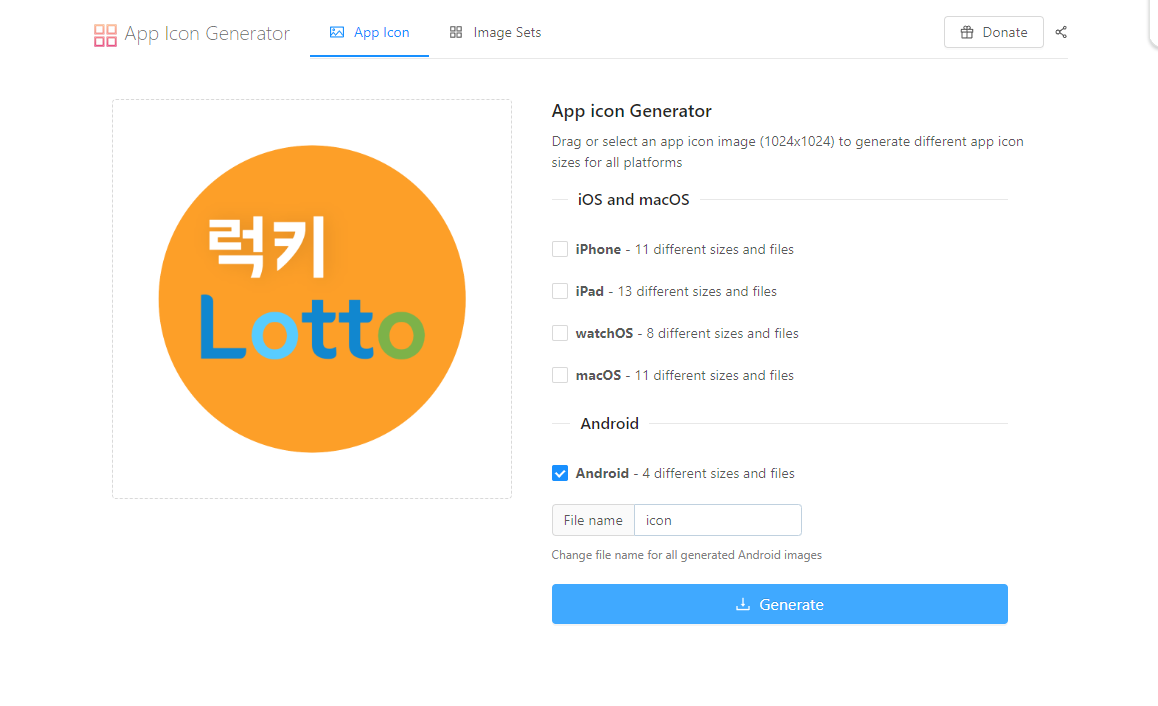 App Icon Generator
App Icon
Image Sets
Donate
럭키
Lotto
App icon Generator
Drag or select an app icon image (1024x1024) to generate different app icon
sizes for all platforms
iOS and macOS
iPhone - 11 different sizes and files
iPad - 13 different sizes and files
watchOS - 8 different sizes and files
macOS - 11 different sizes and files
Android
Android - 4 different sizes and files
File name
icon
Change file name for all generated Android images
Generate